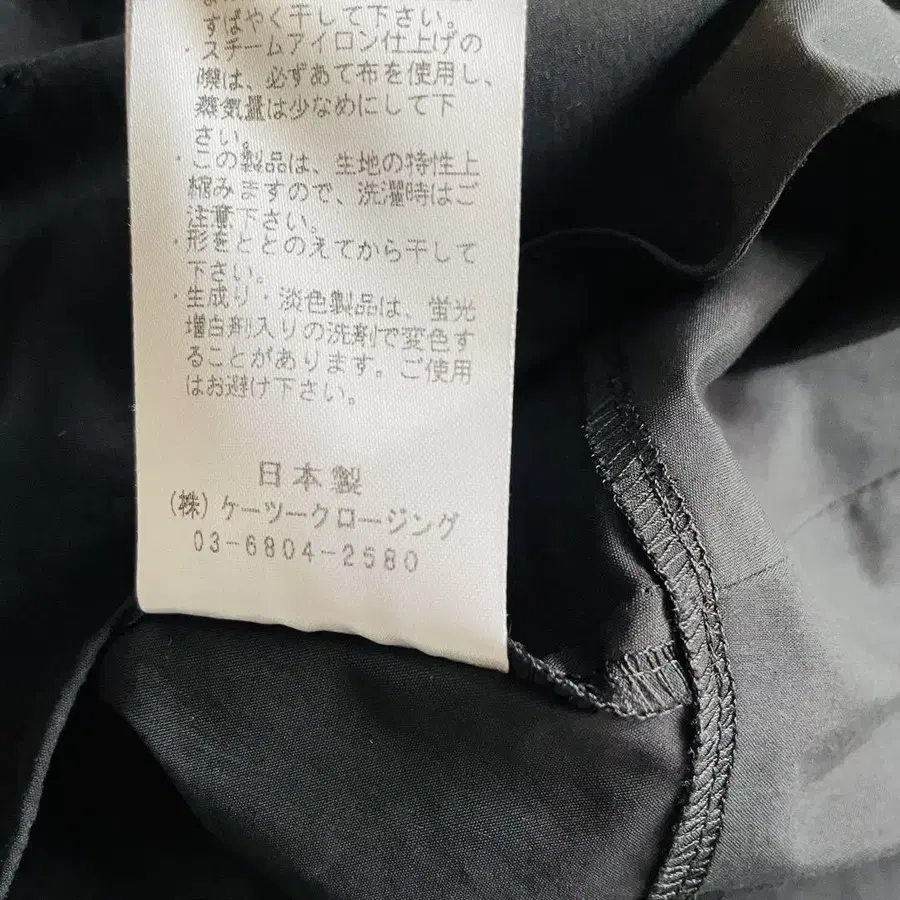 すばやく干して下さい。
・スチームアイロン仕上げの
際は、必ずあて布を使用し、
蒸気量は少なめにして下
さい。
・この製品は、生地の特性上
縮みますので、洗濯時はご
注意下さい。
・形をととのえてから干して
下さい。
・生成り・淡色製品は、蛍光
増白剤入りの洗剤で変色す
ることがあります。ご使用
はお避け下さい。
日本製
(株)ケーツークロージング
03-6804-2680